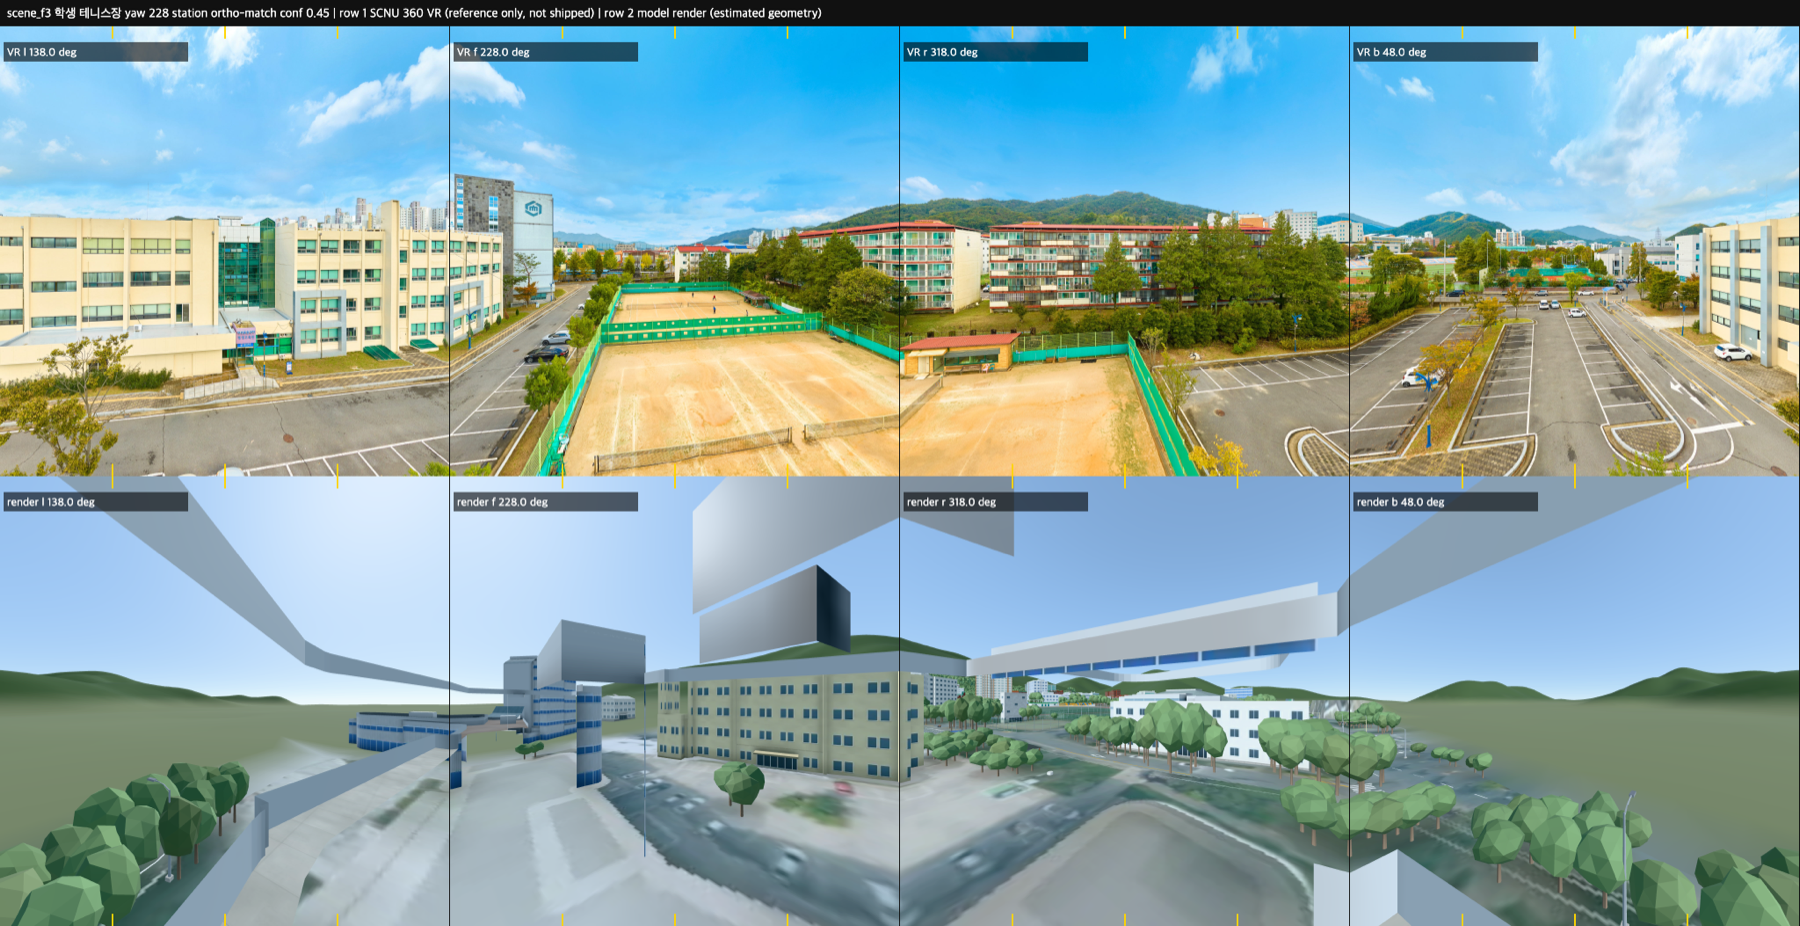 scene_f3 학생 테니스장 yaw 228 station ortho-match conf 0.45 | row 1 SCNU 360 VR (reference only, not shipped) | row 2 model render (estimated geometry)
VR l 138.0 deg
VR f 228.0 deg
VR r 318.0 deg
VR b 48.0 deg
render l 138.0 deg
render f 228.0 deg
render r 318.0 deg
render b 48.0 deg